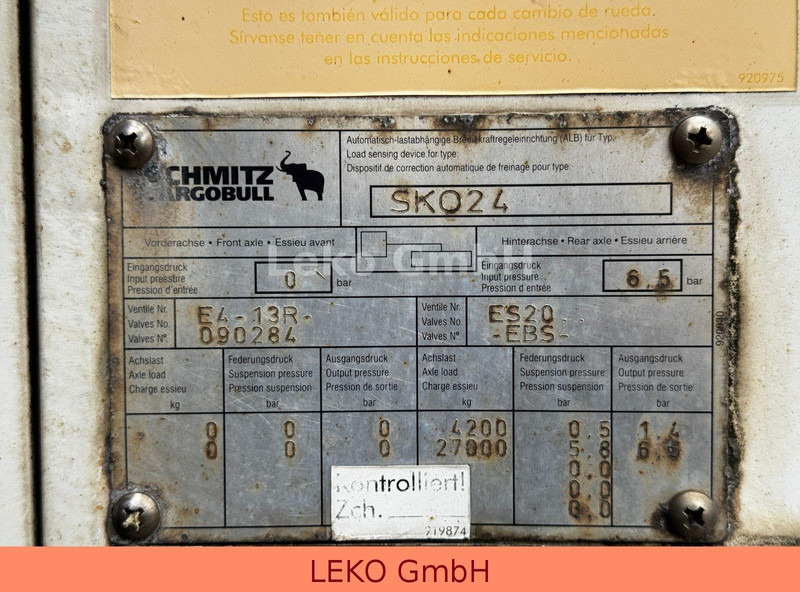 Esto es también válido para cada cambio de rueda.
Sírvanse tener en cuenta las indicaciones mencionadas
en las instrucciones de servicio.
920975
SCHMITZ
CARGOBULL
Automatisch-lastabhängige Bremskraftregeleinrichtung (ALB) für Typ:
Load sensing device for type:
Dispositif de correction automatique de freinage pour type:
SKO24
Vorderachse • Front axle • Essieu avant
Hinterachse • Rear axle • Essieu arrière
Eingangsdruck
Input pressure
Pression d'entrée
0 bar
Eingangsdruck
Input pressure
Pression d'entrée
6.5 bar
Ventile Nr.
Valves No.
Valves N°.
E4-13R-
090284
Ventile Nr.
Valves No.
Valves N°.
ES20..
-EBS-
Achslast
Axle load
Charge essieu
kg
Federungsdruck
Suspension pressure
Pression suspension
bar
Ausgangsdruck
Output pressure
Pression de sortie
bar
Achslast
Axle load
Charge essieu
kg
Federungsdruck
Suspension pressure
Pression suspension
bar
Ausgangsdruck
Output pressure
Pression de sortie
bar
0 0 0 4200 0.5 1.4
0 0 0 27000 5.8
0.0
0.0
0.0
Kontrolliert!
Zch.
919874
Leko GmbH
LEKO GmbH